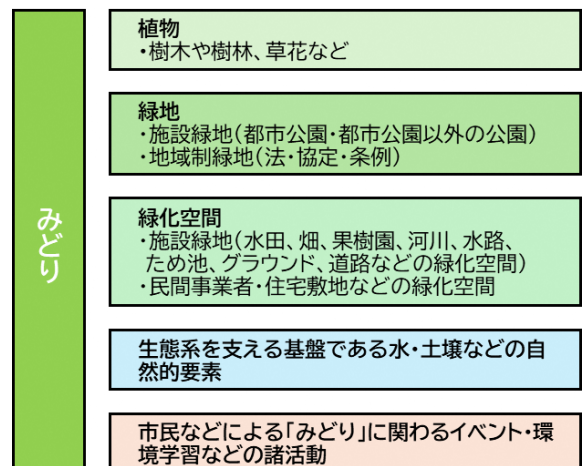 みどり
植物
・樹木や樹林、草花など
緑地
・施設緑地(都市公園・都市公園以外の公園)
・地域制緑地(法・協定・条例)
緑化空間
・施設緑地(水田、畑、果樹園、河川、水路、
ため池、グラウンド、道路などの緑化空間)
・民間事業者・住宅敷地などの緑化空間
生態系を支える基盤である水・土壌などの自
然的要素
市民などによる「みどり」に関わるイベント・環
境学習などの諸活動